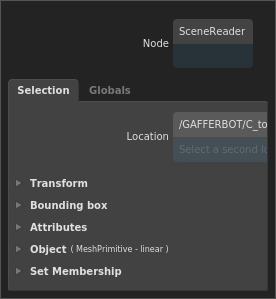 SceneReader
Node
Selection Globals
/GAFFERBOT/C_to
Location
Select a second lo
Transform
Bounding box
Attributes
Object ( MeshPrimitive - linear )
Set Membership